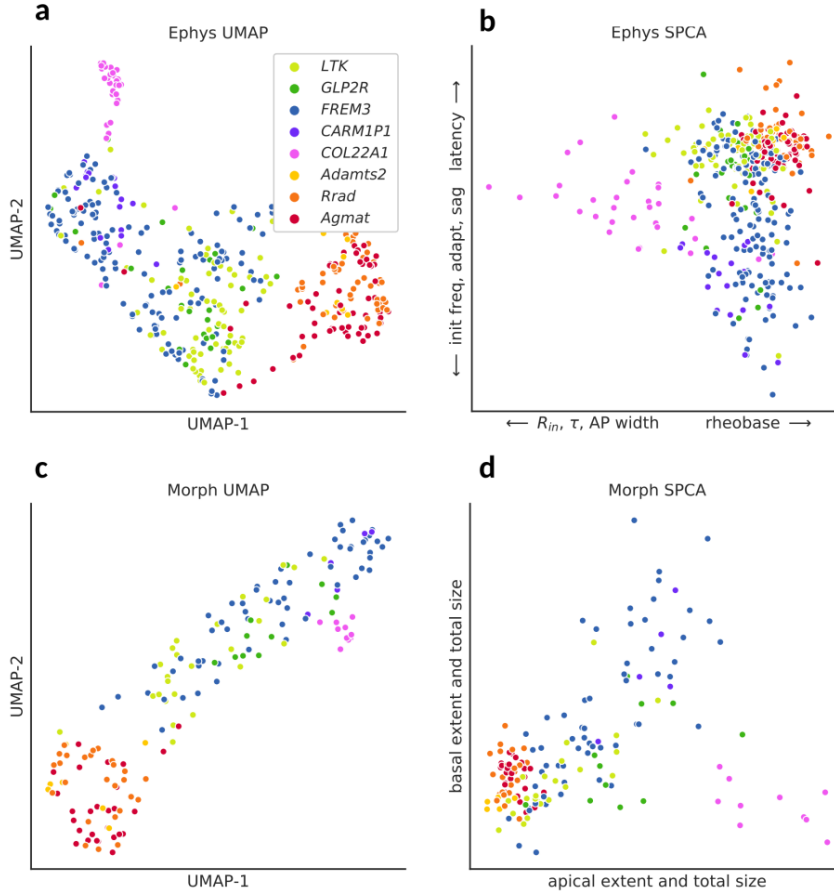 a
Ephys UMAP
LTK
GLP2R
FREM3
CARM1P1
COL22A1
Adamts2
Rrad
Agmat
UMAP-2
UMAP-1
b
Ephys SPCA
⟵ init freq, adapt, sag latency ⟶
⟵ R_in, τ, AP width rheobase ⟶
c
Morph UMAP
UMAP-2
UMAP-1
d
Morph SPCA
basal extent and total size
apical extent and total size